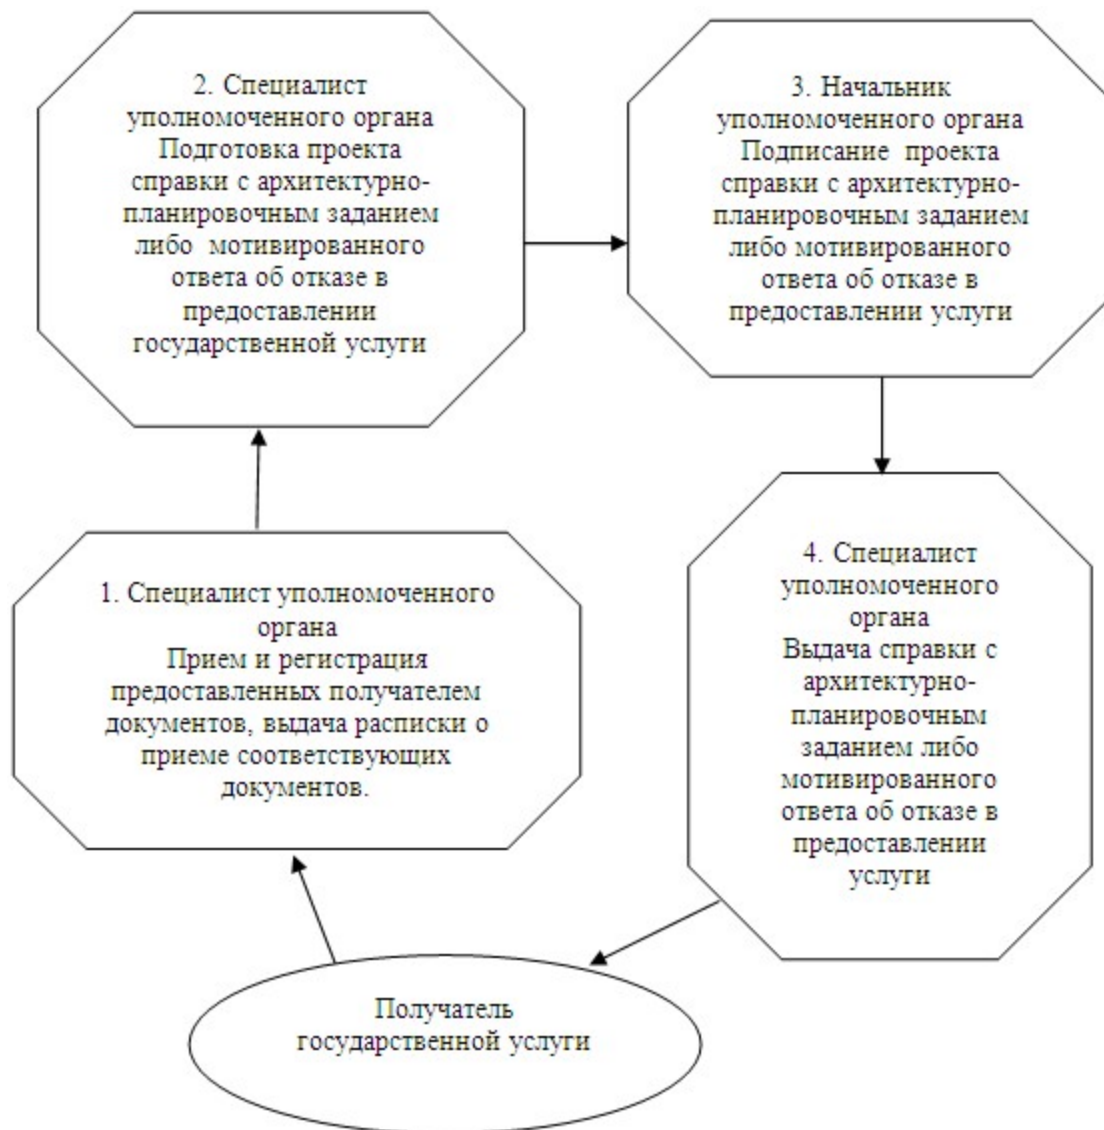 2. Специалист
уполномоченного органа
Подготовка проекта
справки с архитектурно-
планировочным заданием
либо мотивированного
ответа об отказе в
предоставлении
государственной услуги
3. Начальник
уполномоченного органа
Подписание проекта
справки с архитектурно-
планировочным заданием
либо мотивированного
ответа об отказе в
предоставлении услуги
1. Специалист уполномоченного
органа
Прием и регистрация
предоставленных получателем
документов, выдача расписки о
приеме соответствующих
документов.
4. Специалист
уполномоченного
органа
Выдача справки с
архитектурно-
планировочным
заданием либо
мотивированного
ответа об отказе в
предоставлении
услуги
Получатель
государственной услуги